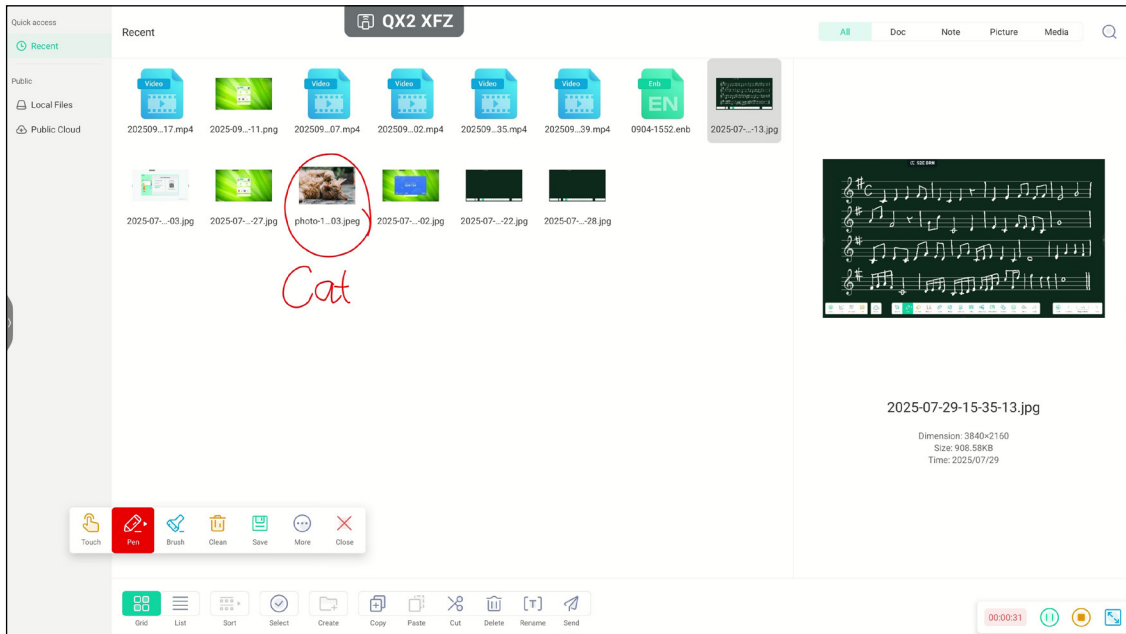 Quick access
Recent
Public
Local Files
Public Cloud
Recent
QX2 XFZ
All Doc Note Picture Media
Video Video Video Video Video Enb
EN
202509...17.mp4 2025-09...-11.png 202509...07.mp4 202509...02.mp4 202509...35.mp4 202509...39.mp4 0904-1552.enb 2025-07-...-13.jpg
2025-07-...-03.jpg 2025-07-...-27.jpg photo-1...03.jpeg 2025-07-...-02.jpg 2025-07-...-22.jpg 2025-07-...-28.jpg
Cat
2025-07-29-15-35-13.jpg
Dimension: 3840×2160
Size: 908.58KB
Time: 2025/07/29
Touch Pen Brush Clean Save More Close
Grid List Sort Select Create Copy Paste Cut Delete Rename Send
00:00:31